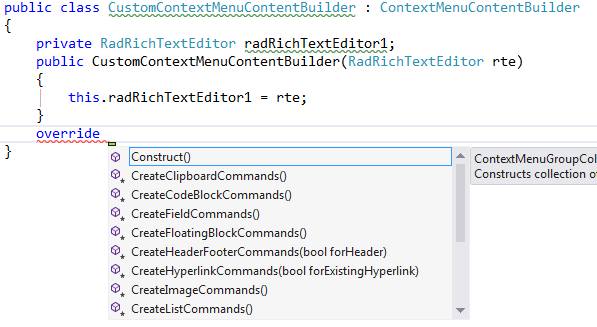 public class CustomContextMenuContentBuilder : ContextMenuContentBuilder
{
private RadRichTextEditor radRichTextEditor1;
public CustomContextMenuContentBuilder(RadRichTextEditor rte)
{
this.radRichTextEditor1 = rte;
}
override
}
Construct()
CreateClipboardCommands()
CreateCodeBlockCommands()
CreateFieldCommands()
CreateFloatingBlockCommands()
CreateHeaderFooterCommands(bool forHeader)
CreateHyperlinkCommands(bool forExistingHyperlink)
CreateImageCommands()
CreateListCommands()
ContextMenuGroupCol
Constructs collection o